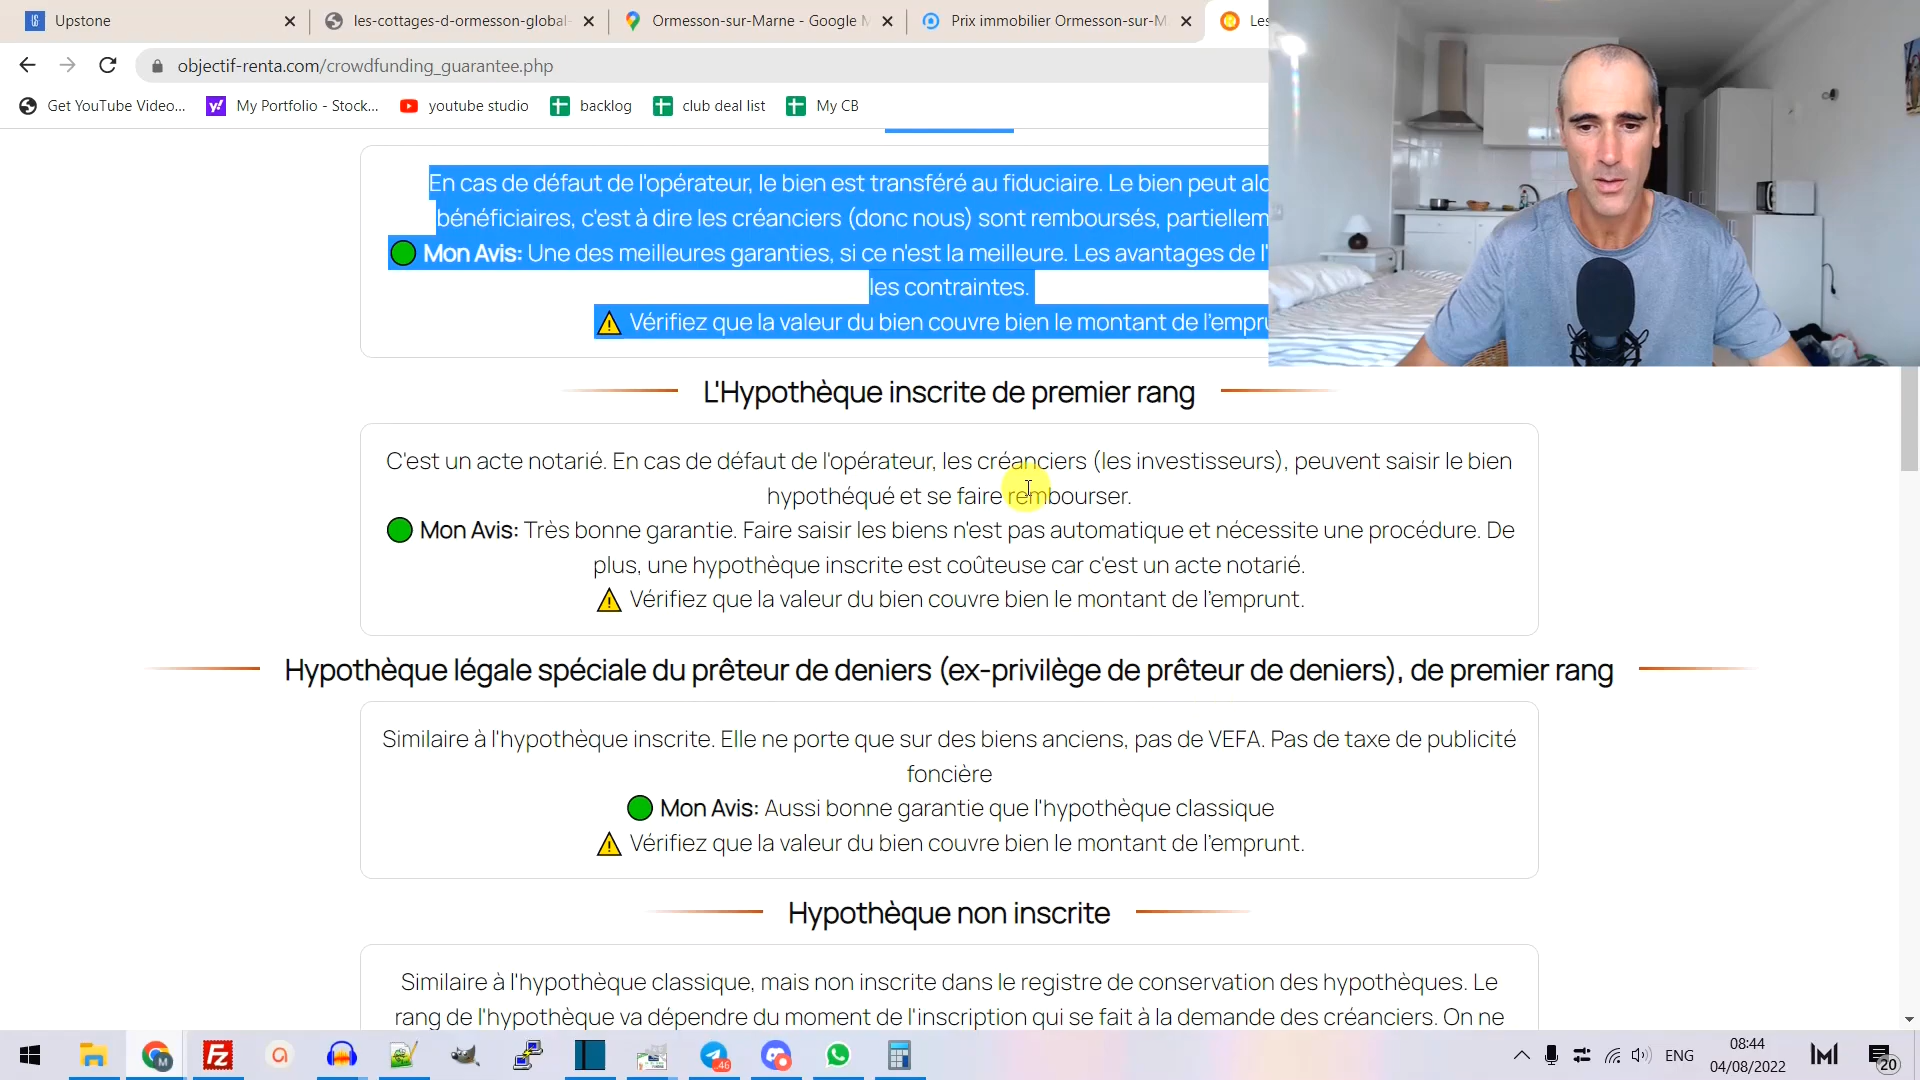 Upstone
les-cottages-d-ormesson-global-
Ormesson-sur-Marne - Google M
Prix immobilier Ormesson-sur-M
Les
objectif-renta.com/crowdfunding_guarantee.php
Get YouTube Video...
My Portfolio - Stock...
youtube studio
backlog
club deal list
My CB
En cas de défaut de l'opérateur, le bien est transféré au fiduciaire. Le bien peut alo
bénéficiaires, c'est à dire les créanciers (donc nous) sont remboursés, partiellem
Mon Avis: Une des meilleures garanties, si ce n'est la meilleure. Les avantages de l'
les contraintes.
Vérifiez que la valeur du bien couvre bien le montant de l'empru
L'Hypothèque inscrite de premier rang
C'est un acte notarié. En cas de défaut de l'opérateur, les créanciers (les investisseurs), peuvent saisir le bien
hypothéqué et se faire rembourser.
Mon Avis: Très bonne garantie. Faire saisir les biens n'est pas automatique et nécessite une procédure. De
plus, une hypothèque inscrite est coûteuse car c'est un acte notarié.
Vérifiez que la valeur du bien couvre bien le montant de l'emprunt.
Hypothèque légale spéciale du prêteur de deniers (ex-privilège de prêteur de deniers), de premier rang
Similaire à l'hypothèque inscrite. Elle ne porte que sur des biens anciens, pas de VEFA. Pas de taxe de publicité
foncière
Mon Avis: Aussi bonne garantie que l'hypothèque classique
Vérifiez que la valeur du bien couvre bien le montant de l'emprunt.
Hypothèque non inscrite
Similaire à l'hypothèque classique, mais non inscrite dans le registre de conservation des hypothèques. Le
rang de l'hypothèque va dépendre du moment de l'inscription qui se fait à la demande des créanciers. On ne
ENG
08:44
04/08/2022
20